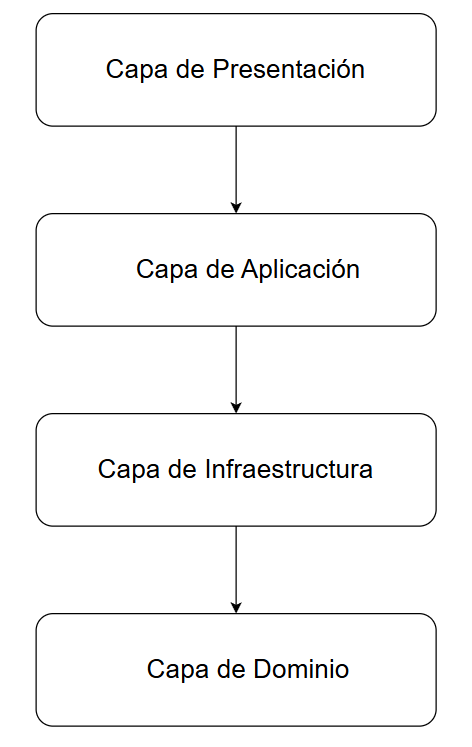 Capa de Presentación
Capa de Aplicación
Capa de Infraestructura
Capa de Dominio